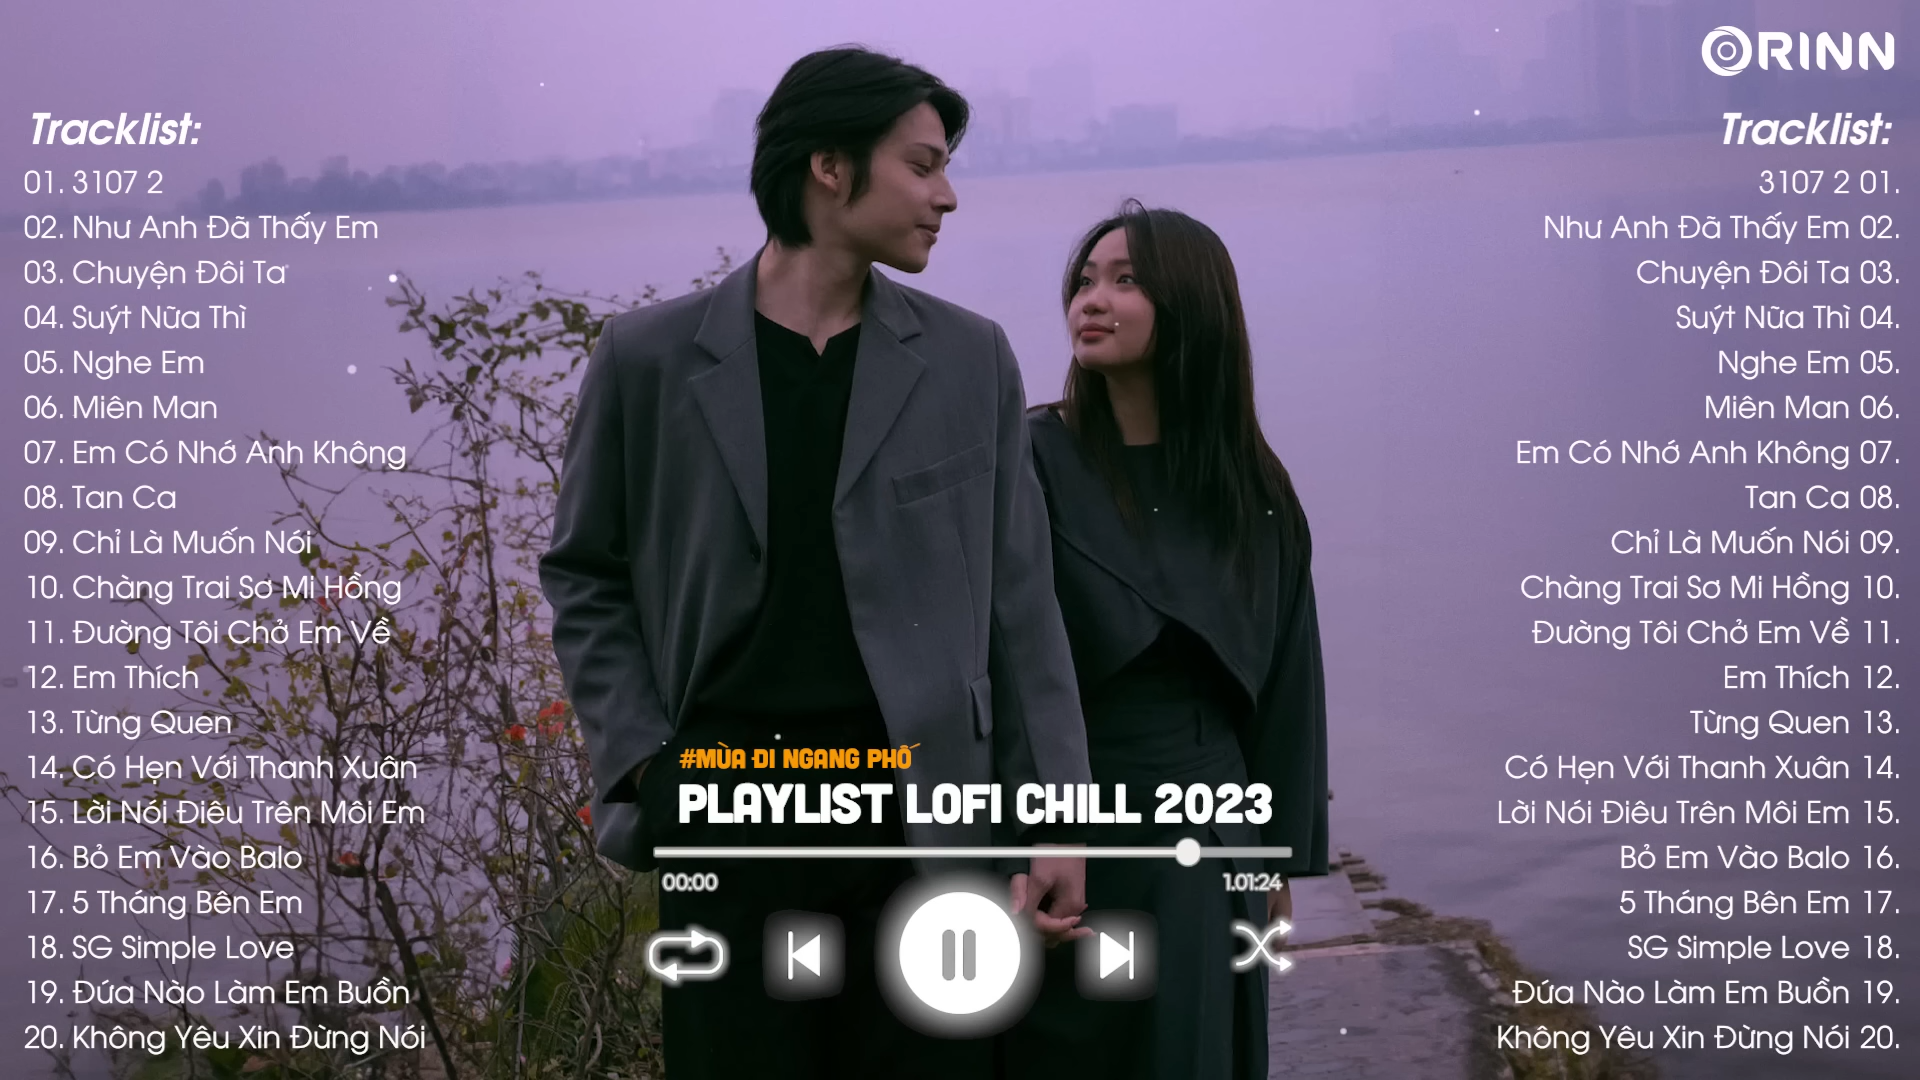 ORINN
Tracklist:
01. 3107 2
02. Như Anh Đã Thấy Em
03. Chuyện Đôi Ta
04. Suýt Nữa Thì
05. Nghe Em
06. Miên Man
07. Em Có Nhớ Anh Không
08. Tan Ca
09. Chỉ Là Muốn Nói
10. Chàng Trai Sơ Mi Hồng
11. Đường Tôi Chở Em Về
12. Em Thích
13. Từng Quen
14. Có Hẹn Với Thanh Xuân
15. Lời Nói Điêu Trên Môi Em
16. Bỏ Em Vào Balo
17. 5 Tháng Bên Em
18. SG Simple Love
19. Đứa Nào Làm Em Buồn
20. Không Yêu Xin Đừng Nói
#MÙA ĐI NGANG PHỐ
PLAYLIST LOFI CHILL 2023
00:00
1.01:24
Tracklist:
3107 2 01.
Như Anh Đã Thấy Em 02.
Chuyện Đôi Ta 03.
Suýt Nữa Thì 04.
Nghe Em 05.
Miên Man 06.
Em Có Nhớ Anh Không 07.
Tan Ca 08.
Chỉ Là Muốn Nói 09.
Chàng Trai Sơ Mi Hồng 10.
Đường Tôi Chở Em Về 11.
Em Thích 12.
Từng Quen 13.
Có Hẹn Với Thanh Xuân 14.
Lời Nói Điêu Trên Môi Em 15.
Bỏ Em Vào Balo 16.
5 Tháng Bên Em 17.
SG Simple Love 18.
Đứa Nào Làm Em Buồn 19.
Không Yêu Xin Đừng Nói 20.